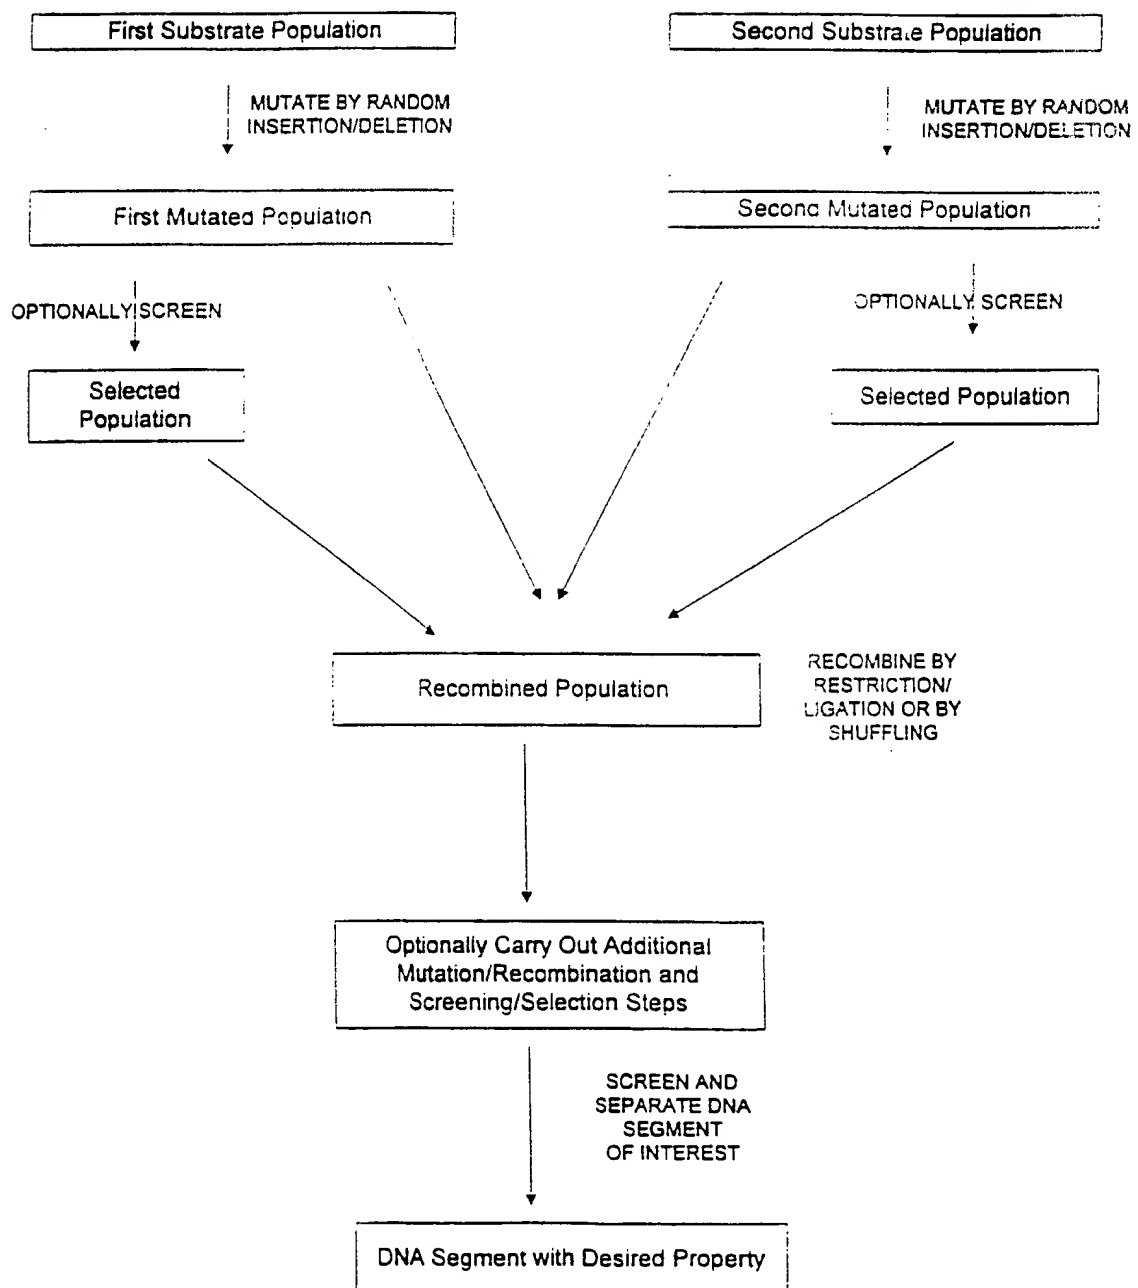 First Substrate Population
Second Substrate Population
MUTATE BY RANDOM
INSERTION/DELETION
MUTATE BY RANDOM
INSERTION/DELETION
First Mutated Population
Second Mutated Population
OPTIONALLY SCREEN
OPTIONALLY SCREEN
Selected
Population
Selected Population
Recombined Population
RECOMBINE BY
RESTRICTION/
LIGATION OR BY
SHUFFLING
Optionally Carry Out Additional
Mutation/Recombination and
Screening/Selection Steps
SCREEN AND
SEPARATE DNA
SEGMENT
OF INTEREST
DNA Segment with Desired Property